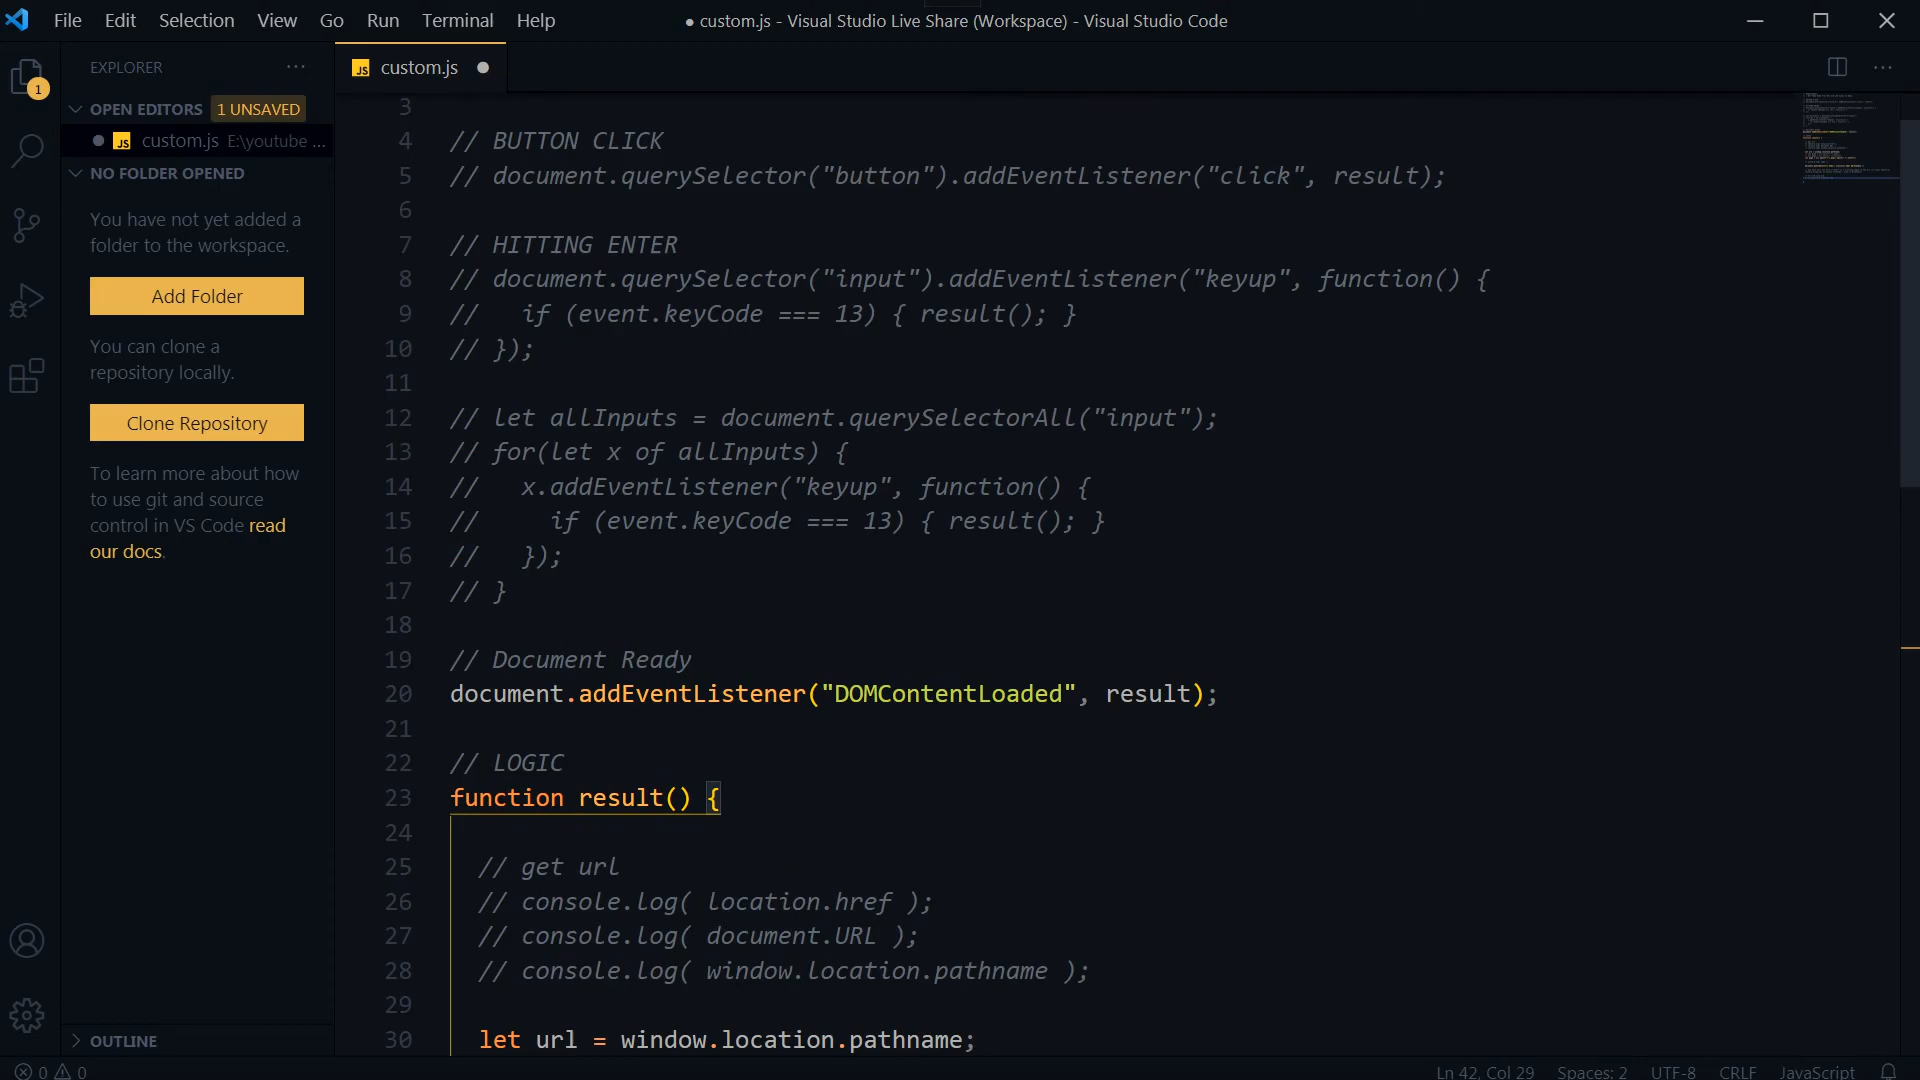 File Edit Selection View Go Run Terminal Help
● custom.js - Visual Studio Live Share (Workspace) - Visual Studio Code
EXPLORER ···
1
OPEN EDITORS 1 UNSAVED
JS custom.js E:\youtube ...
NO FOLDER OPENED
You have not yet added a
folder to the workspace.
Add Folder
You can clone a
repository locally.
Clone Repository
To learn more about how
to use git and source
control in VS Code read
our docs.
OUTLINE
JS custom.js ●
3
4 // BUTTON CLICK
5 // document.querySelector("button").addEventListener("click", result);
6
7 // HITTING ENTER
8 // document.querySelector("input").addEventListener("keyup", function() {
9 //   if (event.keyCode === 13) { result(); }
10 // });
11
12 // let allInputs = document.querySelectorAll("input");
13 // for(let x of allInputs) {
14 //   x.addEventListener("keyup", function() {
15 //     if (event.keyCode === 13) { result(); }
16 //   });
17 // }
18
19 // Document Ready
20 document.addEventListener("DOMContentLoaded", result);
21
22 // LOGIC
23 function result() {
24
25   // get url
26   // console.log( location.href );
27   // console.log( document.URL );
28   // console.log( window.location.pathname );
29
30   let url = window.location.pathname;
0 0
Ln 42, Col 29 Spaces: 2 UTF-8 CRLF JavaScript